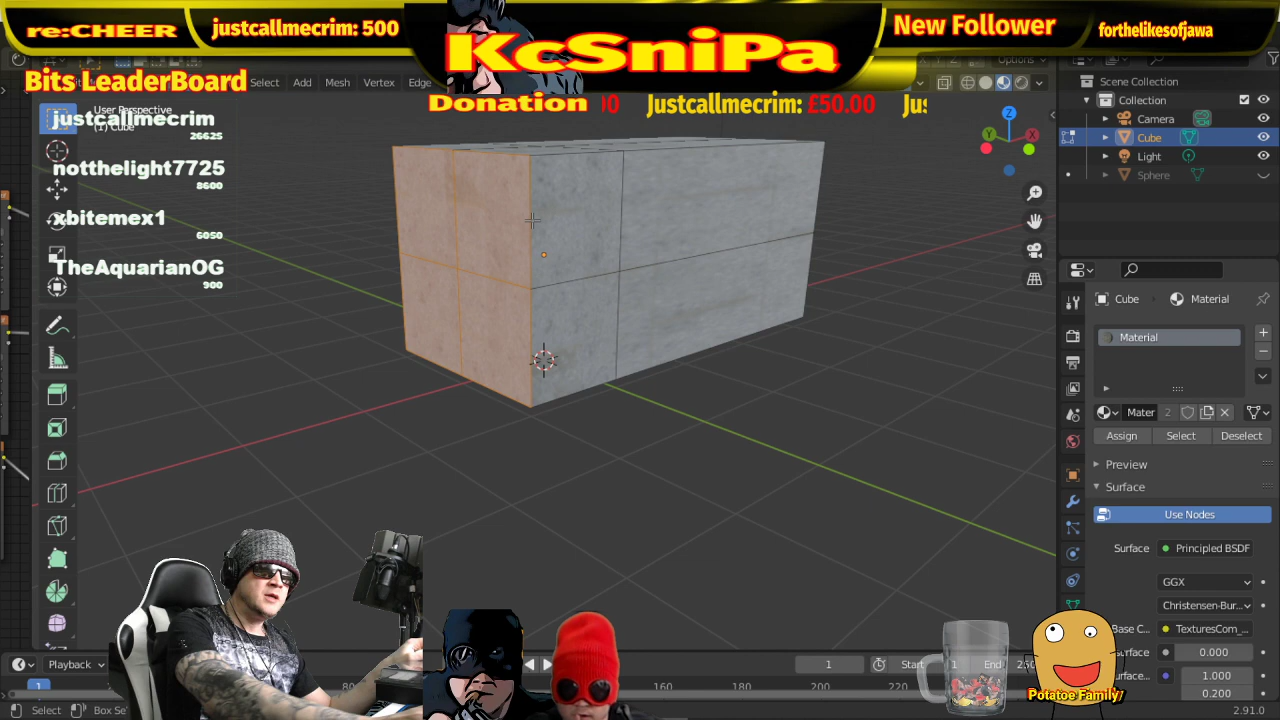 re:CHEER
justcallmecrim: 500
KcSniPa
New Follower
forthelikesofjawa
Bits LeaderBoard
Donation
Justcallmecrim: £50.00
justcallmecrim
26625
notthelight7725
8600
xbitemex1
6050
TheAquarianOG
900
Select Add Mesh Vertex Edge
Options
User Perspective
(1) Cube
Z
Y
X
Scene Collection
Collection
Camera
Cube
Light
Sphere
Cube
Material
Material
Mater
2
Assign
Select
Deselect
Preview
Surface
Use Nodes
Surface
Principled BSDF
GGX
Christensen-Bur...
Base C...
TexturesCom_...
0.000
1.000
0.200
Playback
1
Start
1
End
1
160
180
200
220
Potatoe Family
Select
2.91.0